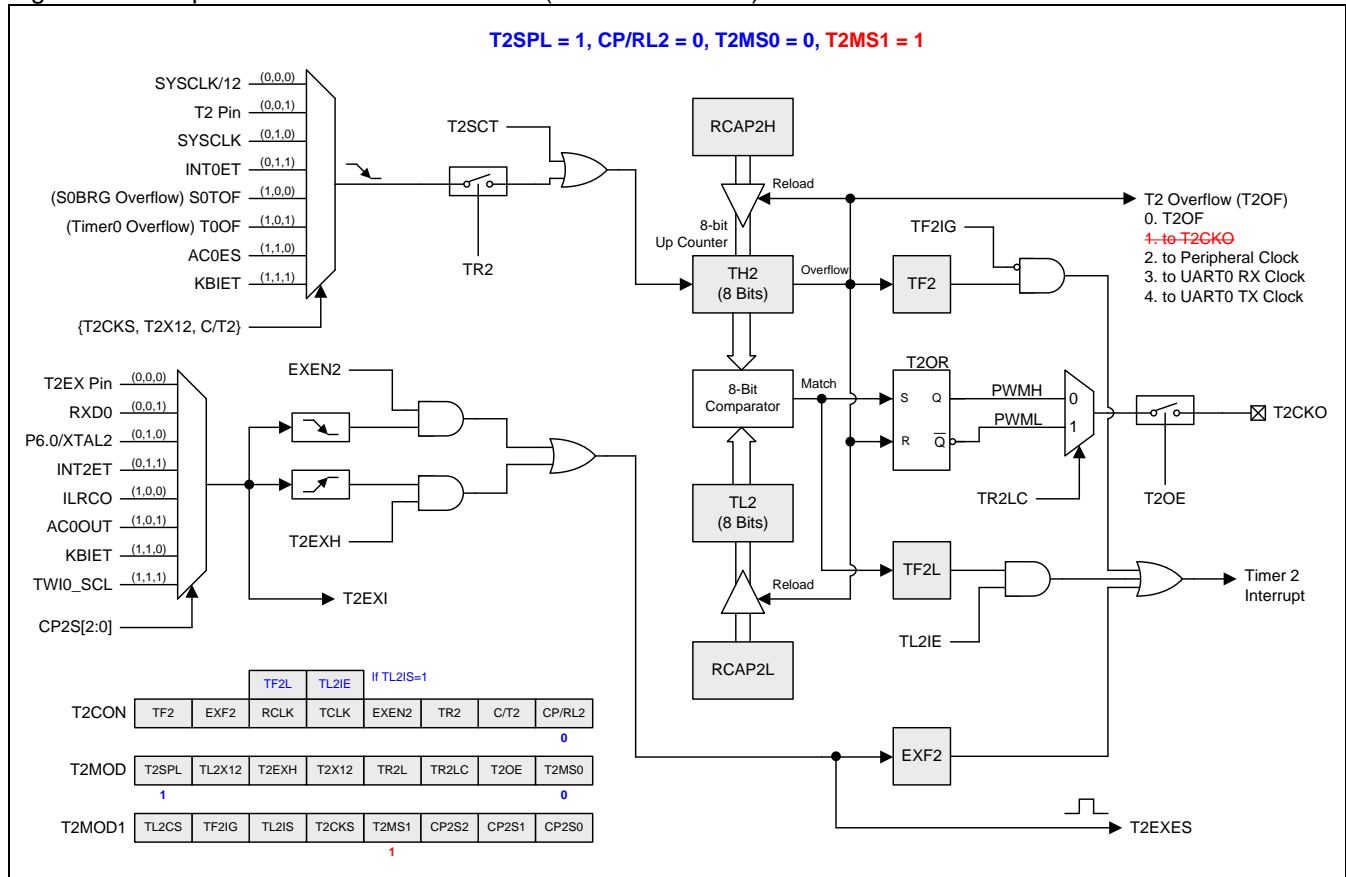 T2SPL = 1, CP/RL2 = 0, T2MS0 = 0, T2MS1 = 1
SYSCLK/12 (0,0,0)
T2 Pin (0,0,1)
SYSCLK (0,1,0)
INT0ET (0,1,1)
(S0BRG Overflow) S0TOF (1,0,0)
(Timer0 Overflow) T0OF (1,0,1)
AC0ES (1,1,0)
KBIET (1,1,1)
{T2CKS, T2X12, C/T2}
TR2
T2SCT
RCAP2H
Reload
8-bit
Up Counter
TH2
(8 Bits)
Overflow
TF2
TF2IG
T2 Overflow (T2OF)
0. T2OF
1. to T2CKO
2. to Peripheral Clock
3. to UART0 RX Clock
4. to UART0 TX Clock
T2EX Pin (0,0,0)
RXD0 (0,0,1)
P6.0/XTAL2 (0,1,0)
INT2ET (0,1,1)
ILRCO (1,0,0)
AC0OUT (1,0,1)
KBIET (1,1,0)
TWI0_SCL (1,1,1)
CP2S[2:0]
EXEN2
T2EXH
T2EXI
8-Bit
Comparator
Match
T2OR
S Q
R Q
PWMH
PWML
0
1
TR2LC
T2OE
T2CKO
TL2
(8 Bits)
Reload
RCAP2L
TF2L
TL2IE
Timer 2
Interrupt
EXF2
T2EXES
TF2L TL2IE If TL2IS=1
T2CON TF2 EXF2 RCLK TCLK EXEN2 TR2 C/T2 CP/RL2
0
T2MOD T2SPL TL2X12 T2EXH T2X12 TR2L TR2LC T2OE T2MS0
1 0
T2MOD1 TL2CS TF2IG TL2IS T2CKS T2MS1 CP2S2 CP2S1 CP2S0
1